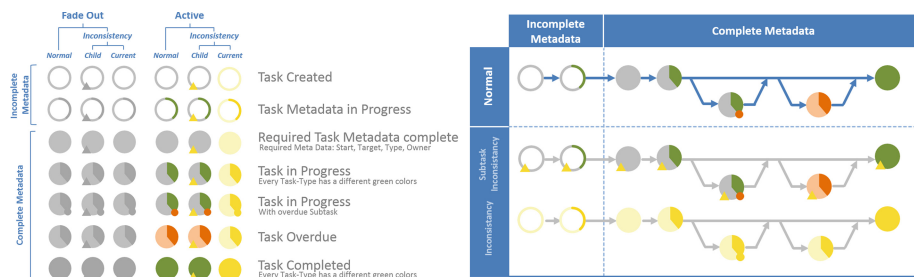 Fade Out
Active
Inconsistency
Inconsistency
Normal
Child
Current
Normal
Child
Current
Incomplete
Metadata
Task Created
Task Metadata in Progress
Complete Metadata
Required Task Metadata complete
Required Meta Data: Start, Target, Type, Owner
Task in Progress
Every Task-Type has a different green colors
Task in Progress
With overdue Subtask
Task Overdue
Task Completed
Every Task-Type has a different green colors
Incomplete
Metadata
Complete Metadata
Normal
Subtask
Inconsistancy
Inconsistancy